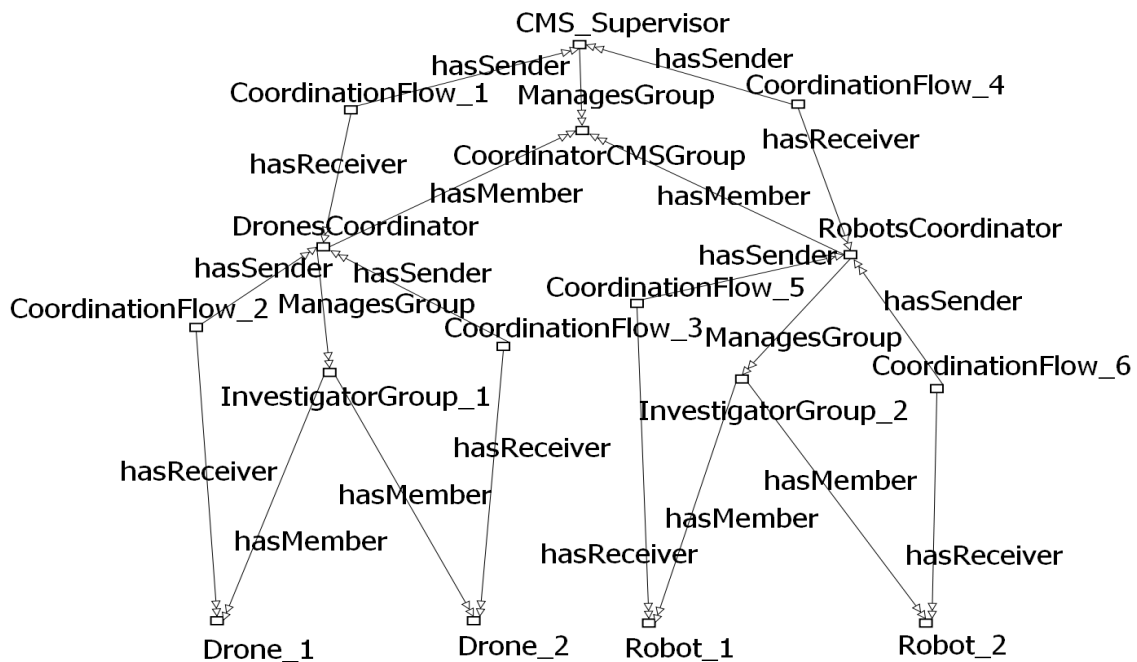 CMS_Supervisor
hasSender
hasSender
CoordinationFlow_1
ManagesGroup
CoordinationFlow_4
hasReceiver
CoordinatorCMSGroup
hasReceiver
hasMember
hasMember
DronesCoordinator
RobotsCoordinator
hasSender
hasSender
hasSender
CoordinationFlow_2
ManagesGroup
CoordinationFlow_5
hasSender
CoordinationFlow_3
ManagesGroup
CoordinationFlow_6
InvestigatorGroup_1
InvestigatorGroup_2
hasReceiver
hasReceiver
hasMember
hasMember
hasMember
hasMember
hasReceiver
hasReceiver
Drone_1
Drone_2
Robot_1
Robot_2